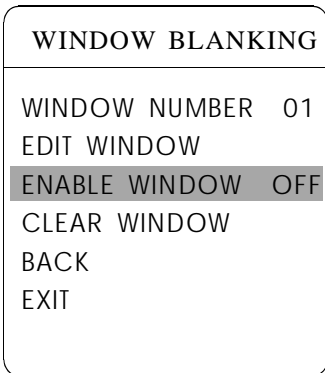 WINDOW BLANKING
WINDOW NUMBER 01
EDIT WINDOW
ENABLE WINDOW OFF
CLEAR WINDOW
BACK
EXIT